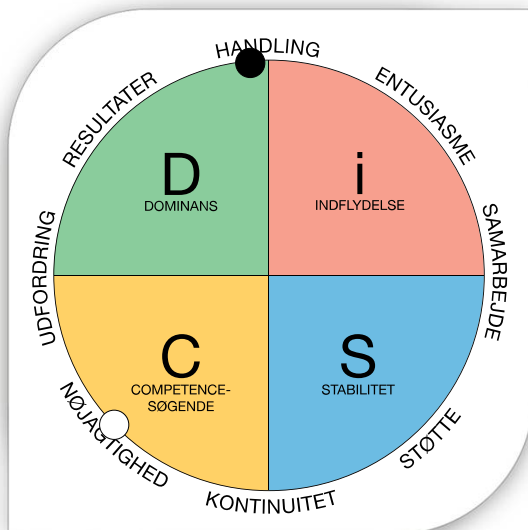 HANDLING
RESULTATER
ENTUSIASME
D
DOMINANS
i
INDFLYDELSE
UDFORDRING
SAMARBEJDE
C
COMPETENCE-
SØGENDE
S
STABILITET
NØJAGTIGHED
STØTTE
KONTINUITET